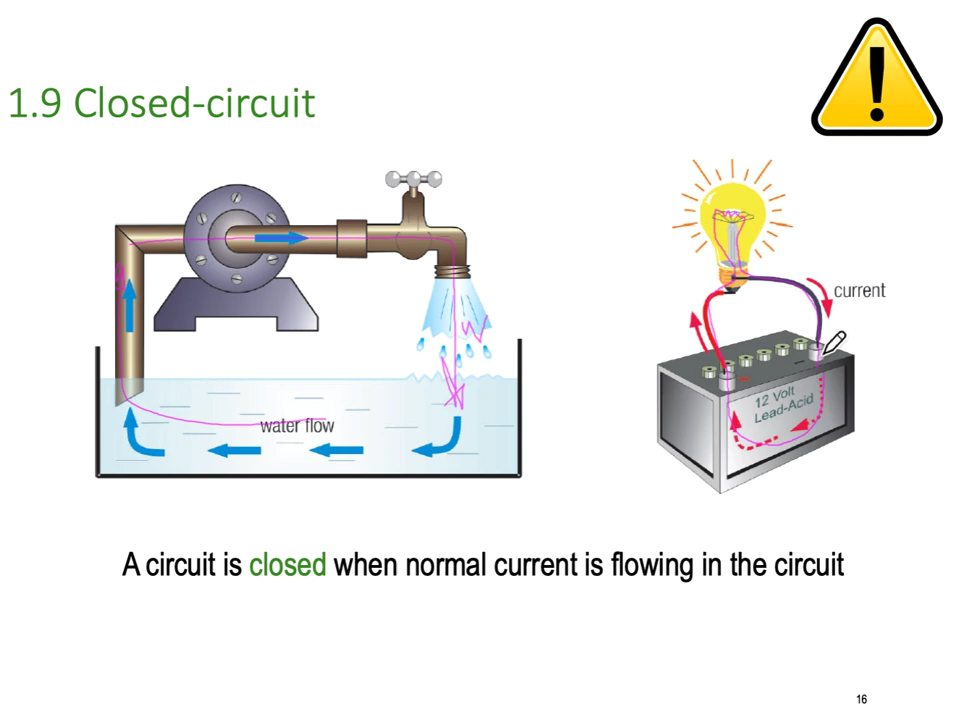 1.9 Closed-circuit
current
12 Volt
Lead-Acid
water flow
A circuit is closed when normal current is flowing in the circuit
16